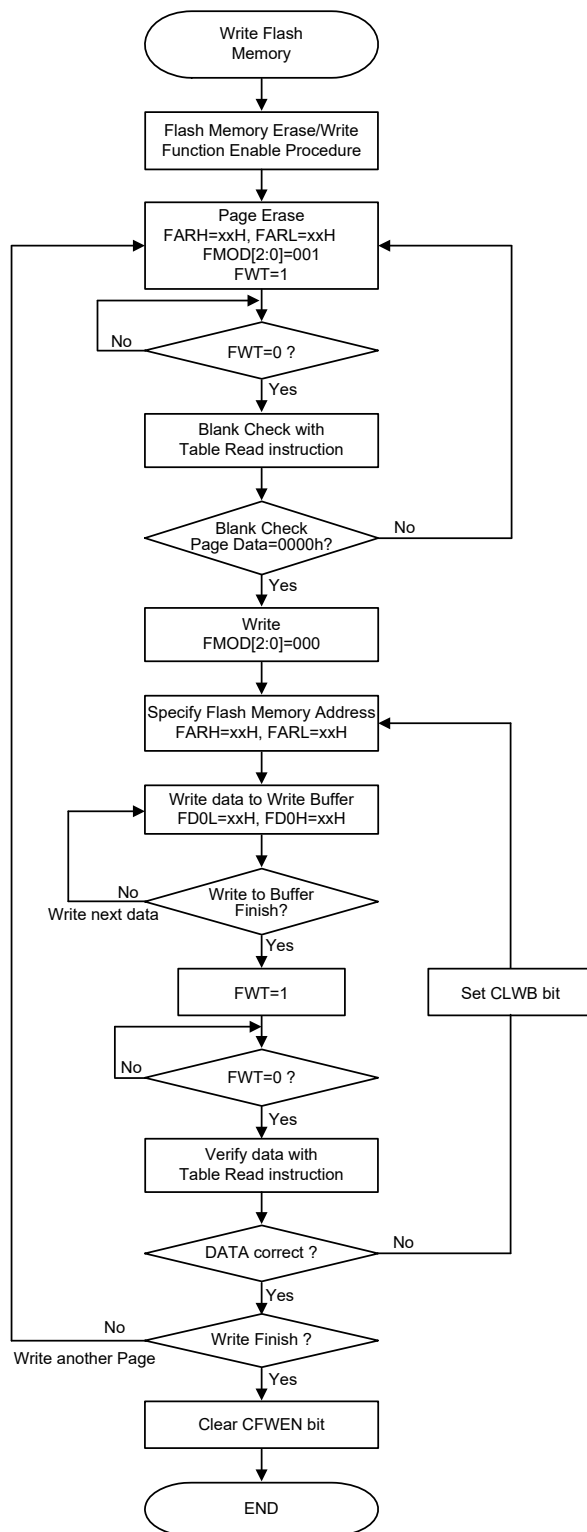 Write Flash
Memory
Flash Memory Erase/Write
Function Enable Procedure
Page Erase
FARH=xxH, FARL=xxH
FMOD[2:0]=001
FWT=1
No
FWT=0 ?
Yes
Blank Check with
Table Read instruction
Blank Check
Page Data=0000h?
No
Yes
Write
FMOD[2:0]=000
Specify Flash Memory Address
FARH=xxH, FARL=xxH
Write data to Write Buffer
FD0L=xxH, FD0H=xxH
No
Write next data
Write to Buffer
Finish?
Yes
FWT=1
Set CLWB bit
No
FWT=0 ?
Yes
Verify data with
Table Read instruction
DATA correct ?
No
Yes
No
Write another Page
Write Finish ?
Yes
Clear CFWEN bit
END